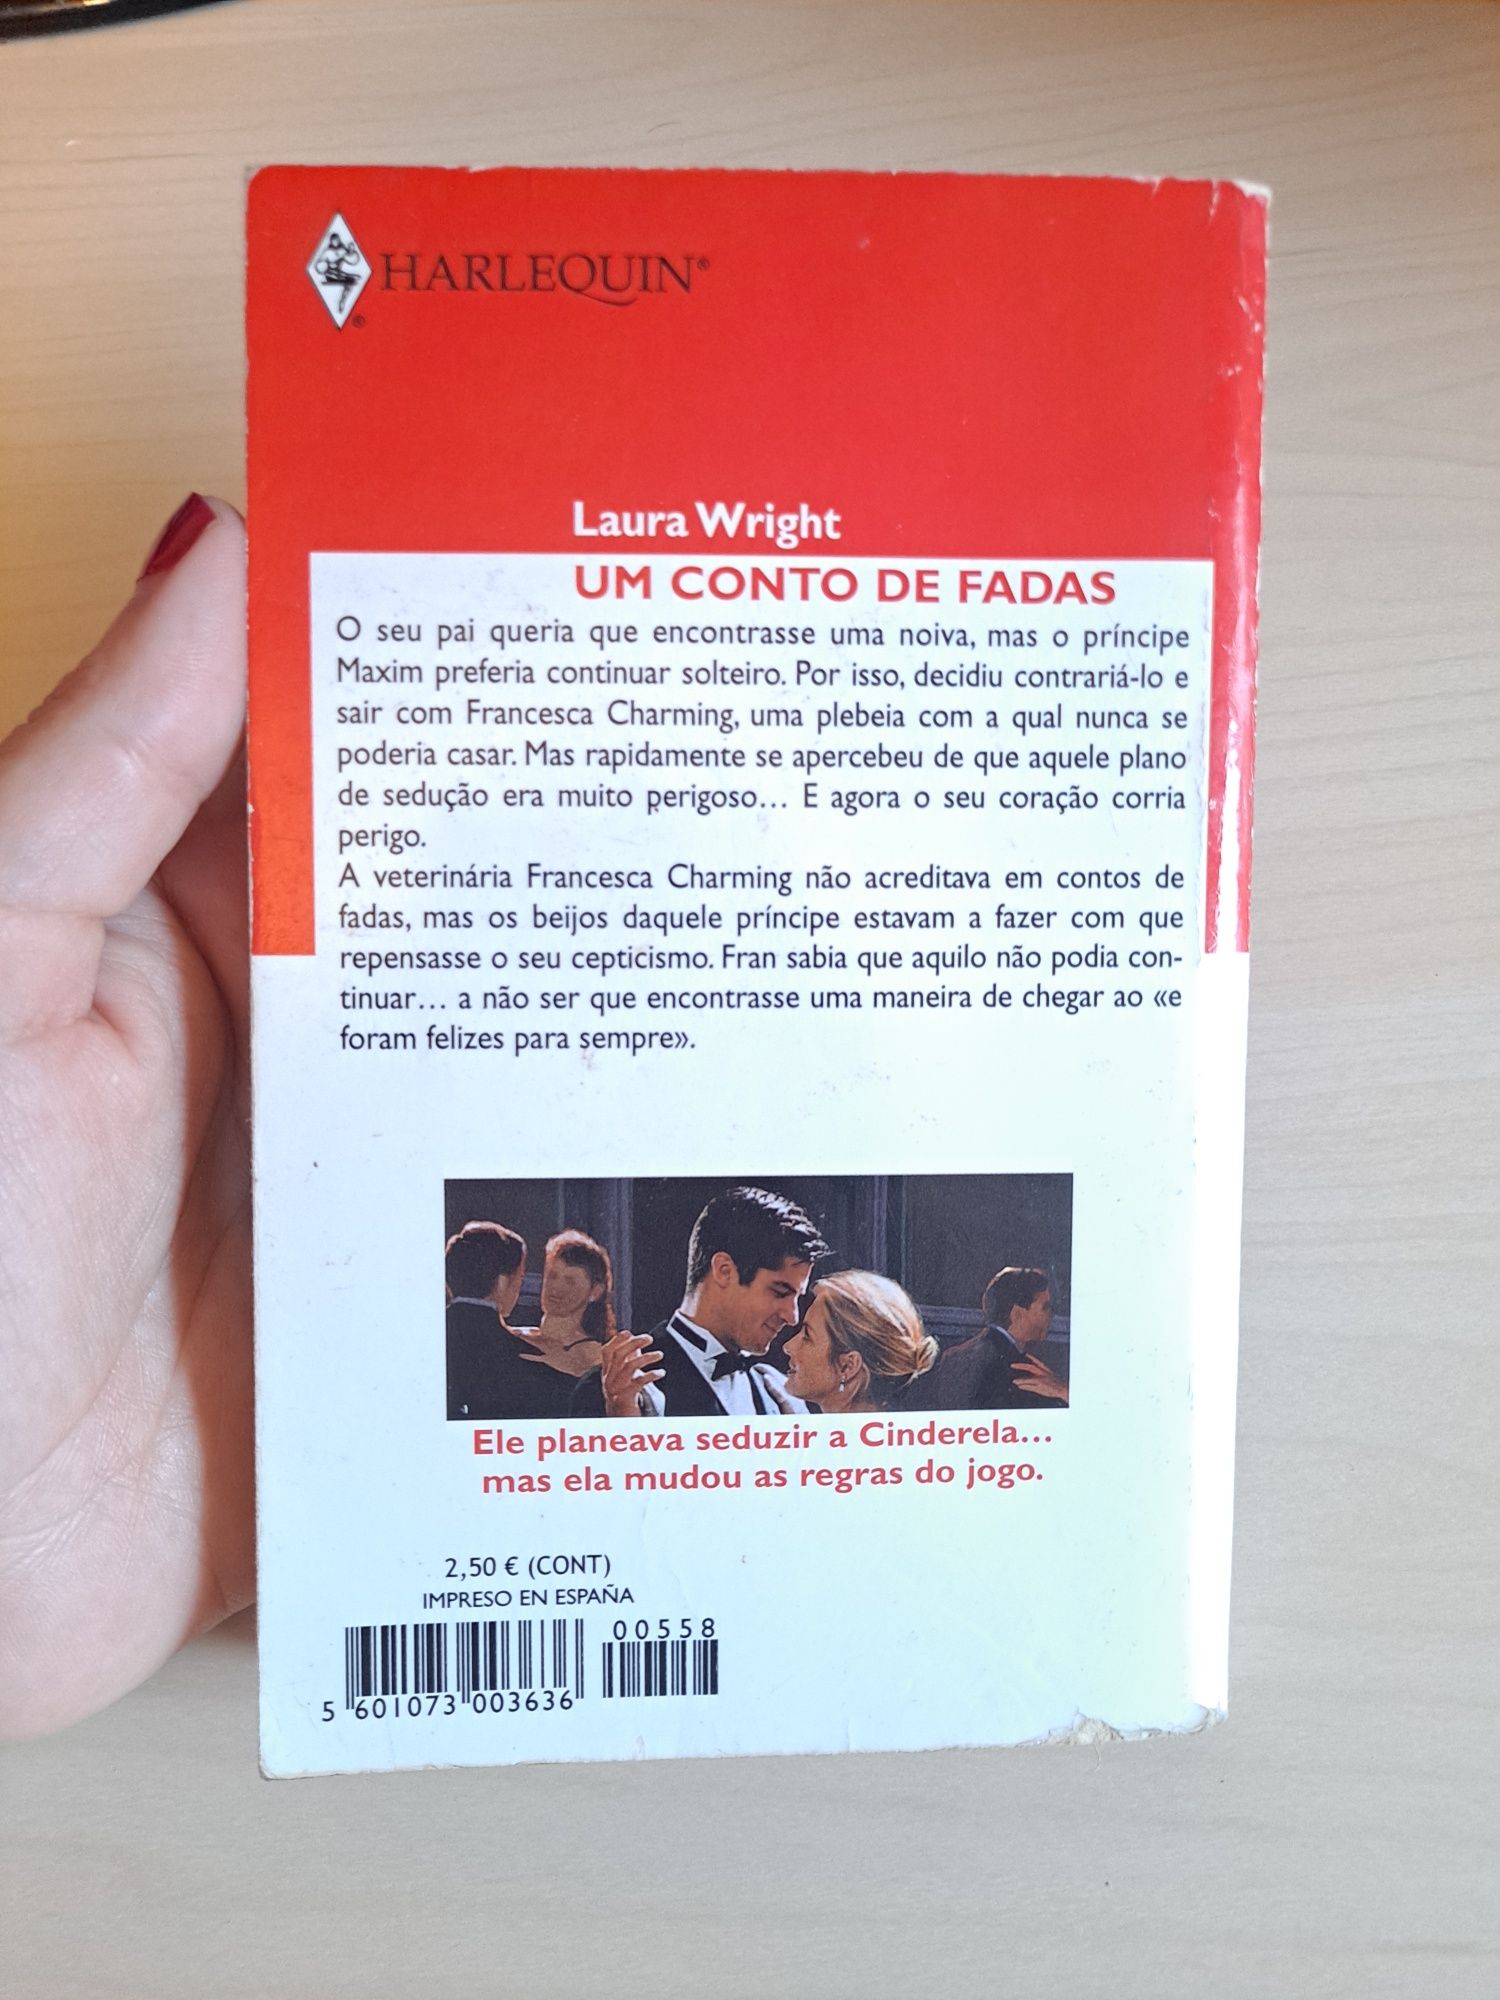 HARLEQUIN®
®
Laura Wright
UM CONTO DE FADAS
O seu pai queria que encontrasse uma noiva, mas o príncipe
Maxim preferia continuar solteiro. Por isso, decidiu contrariá-lo e
sair com Francesca Charming, uma plebeia com a qual nunca se
poderia casar. Mas rapidamente se apercebeu de que aquele plano
de sedução era muito perigoso... E agora o seu coração corria
perigo.
A veterinária Francesca Charming não acreditava em contos de
fadas, mas os beijos daquele príncipe estavam a fazer com que
repensasse o seu cepticismo. Fran sabia que aquilo não podia con-
tinuar... a não ser que encontrasse uma maneira de chegar ao «e
foram felizes para sempre».
Ele planeava seduzir a Cinderela...
mas ela mudou as regras do jogo.
2,50 € (CONT)
IMPRESO EN ESPAÑA
00558
5 601073 003636